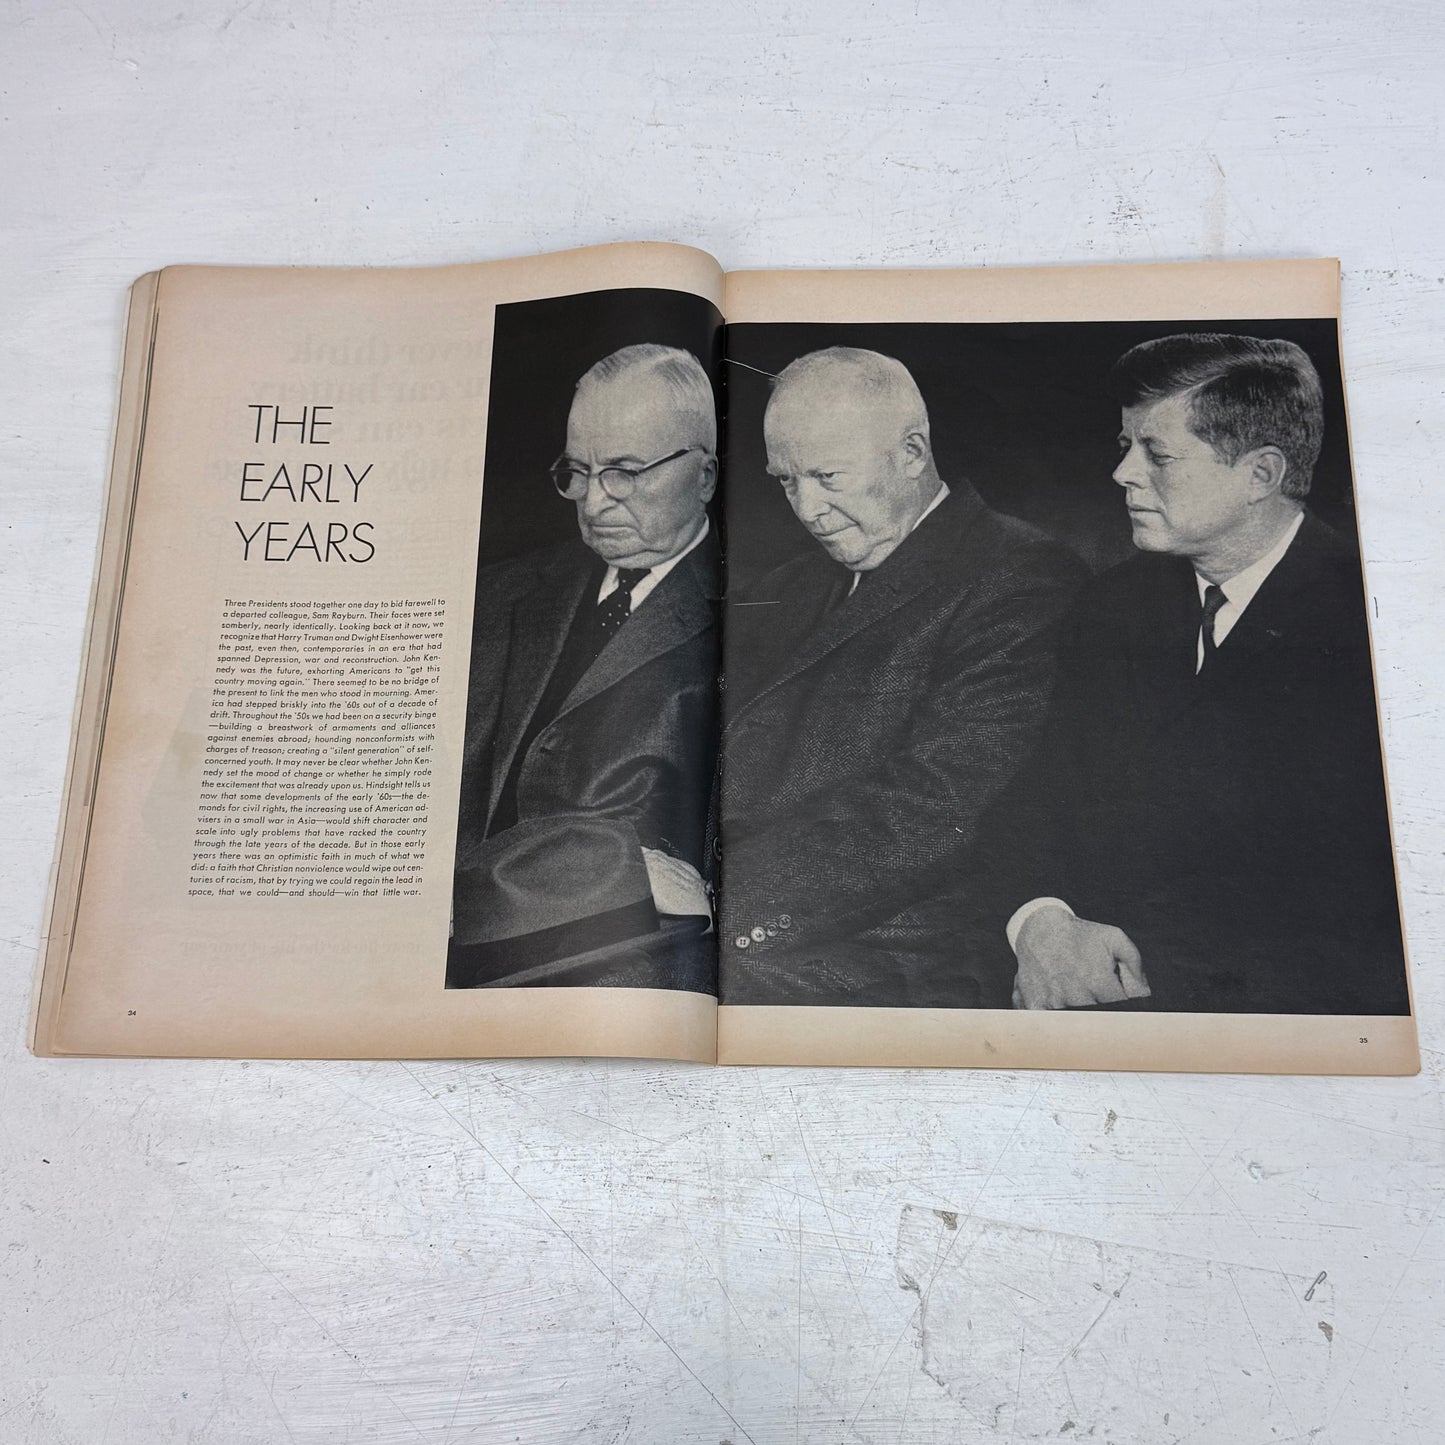 THE
EARLY
YEARS
Three Presidents stood together one day to bid farewell to
a departed colleague, Sam Rayburn. Their faces were set
somberly, nearly identically. Looking back at it now, we
recognize that Harry Truman and Dwight Eisenhower were
the past, even then, contemporaries in an era that had
spanned Depression, war and reconstruction. John Ken-
nedy was the future, exhorting Americans to "get this
country moving again." There seemed to be no bridge of
the present to link the men who stood in mourning. Amer-
ica had stepped briskly into the '60s out of a decade of
drift. Throughout the '50s we had been on a security binge
—building a breastwork of armaments and alliances
against enemies abroad; hounding nonconformists with
charges of treason; creating a "silent generation" of self-
concerned youth. It may never be clear whether John Ken-
nedy set the mood of change or whether he simply rode
the excitement that was already upon us. Hindsight tells us
now that some developments of the early '60s—the de-
mands for civil rights, the increasing use of American ad-
visers in a small war in Asia—would shift character and
scale into ugly problems that have racked the country
through the late years of the decade. But in those early
years there was an optimistic faith in much of what we
did: a faith that Christian nonviolence would wipe out cen-
turies of racism, that by trying we could regain the lead in
space, that we could—and should—win that little war.
34
35